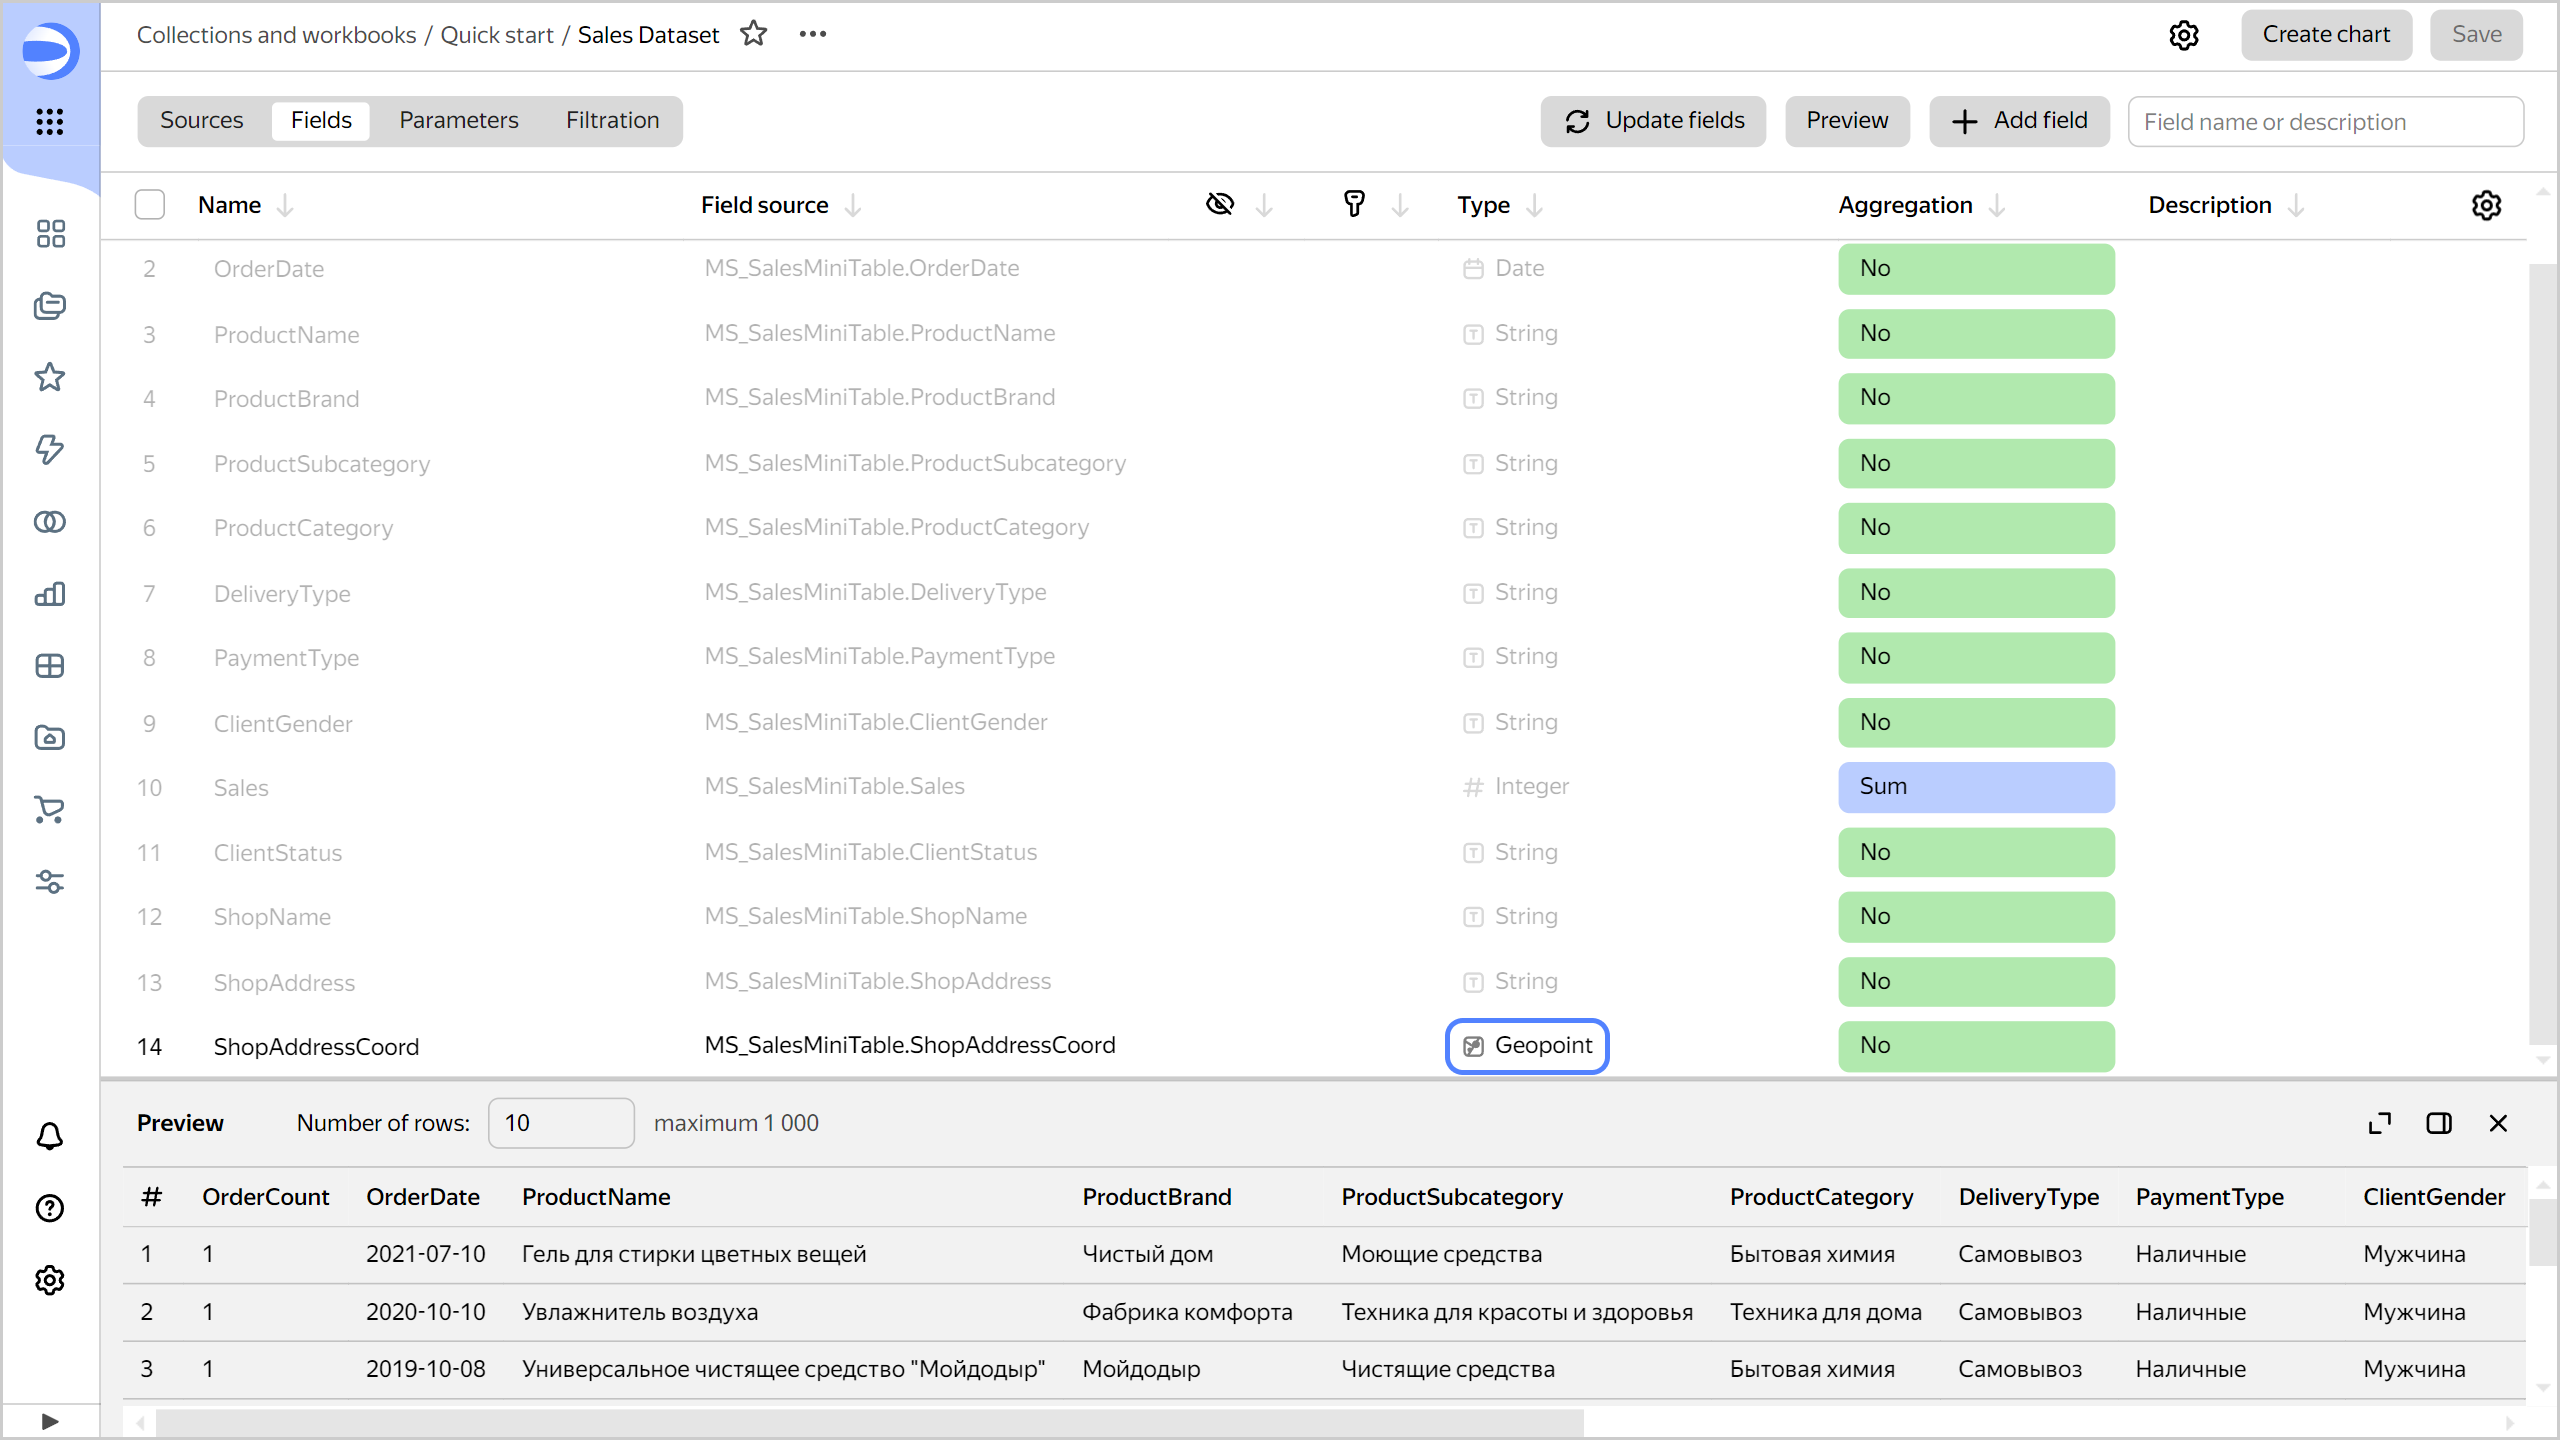 Collections and workbooks / Quick start / Sales Dataset
Create chart
Save
Sources
Fields
Parameters
Filtration
Update fields
Preview
Add field
Field name or description
Name Field source Type Aggregation Description
2 OrderDate MS_SalesMiniTable.OrderDate Date No
3 ProductName MS_SalesMiniTable.ProductName String No
4 ProductBrand MS_SalesMiniTable.ProductBrand String No
5 ProductSubcategory MS_SalesMiniTable.ProductSubcategory String No
6 ProductCategory MS_SalesMiniTable.ProductCategory String No
7 DeliveryType MS_SalesMiniTable.DeliveryType String No
8 PaymentType MS_SalesMiniTable.PaymentType String No
9 ClientGender MS_SalesMiniTable.ClientGender String No
10 Sales MS_SalesMiniTable.Sales Integer Sum
11 ClientStatus MS_SalesMiniTable.ClientStatus String No
12 ShopName MS_SalesMiniTable.ShopName String No
13 ShopAddress MS_SalesMiniTable.ShopAddress String No
14 ShopAddressCoord MS_SalesMiniTable.ShopAddressCoord Geopoint No
Preview Number of rows: 10 maximum 1 000
# OrderCount OrderDate ProductName ProductBrand ProductSubcategory ProductCategory DeliveryType PaymentType ClientGender
1 1 2021-07-10 Гель для стирки цветных вещей Чистый дом Моющие средства Бытовая химия Самовывоз Наличные Мужчина
2 1 2020-10-10 Увлажнитель воздуха Фабрика комфорта Техника для красоты и здоровья Техника для дома Самовывоз Наличные Мужчина
3 1 2019-10-08 Универсальное чистящее средство "Мойдодыр" Мойдодыр Чистящие средства Бытовая химия Самовывоз Наличные Мужчина